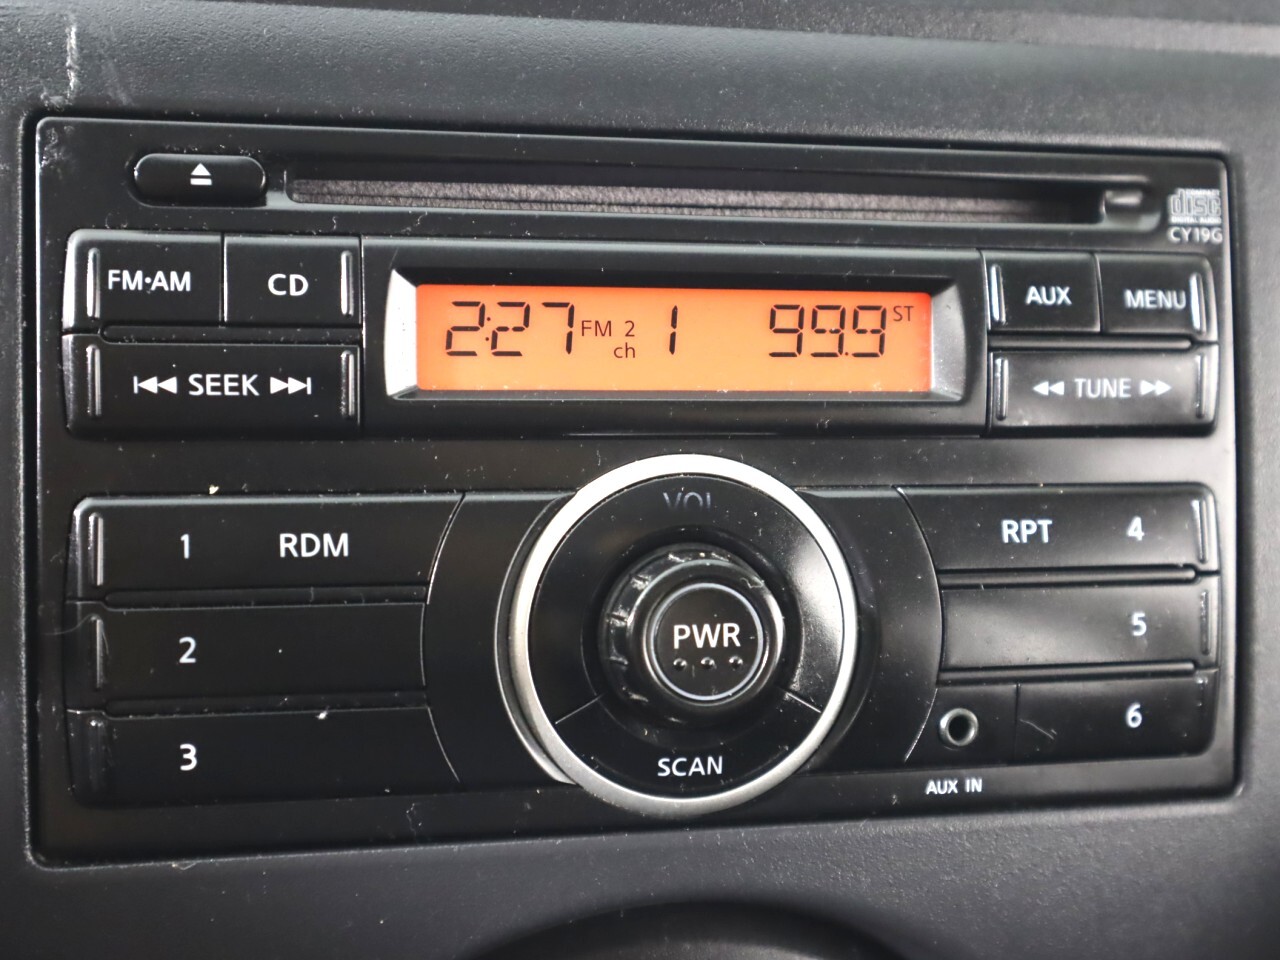 disc
CY19G
FM·AM
CD
2:27 FM 2 ch 1 99.9 ST
AUX
MENU
SEEK
TUNE
VOL
1 RDM
RPT 4
2
PWR
5
3
SCAN
6
AUX IN